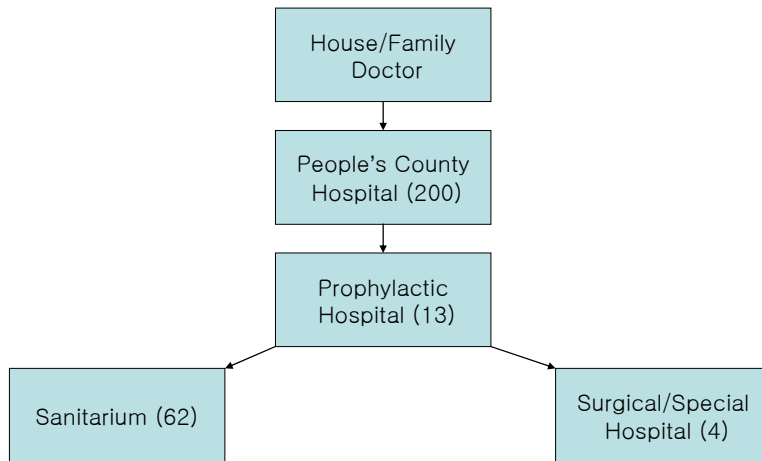 House/Family
Doctor
People’s County
Hospital (200)
Prophylactic
Hospital (13)
Sanitarium (62)
Surgical/Special
Hospital (4)